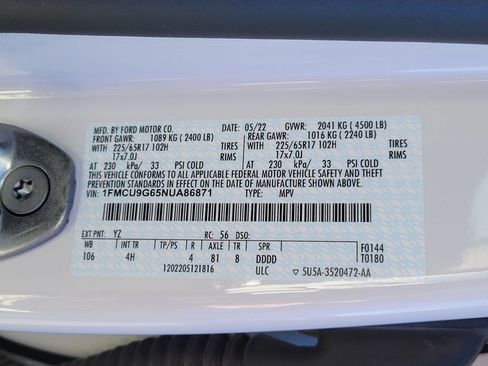 MFD. BY FORD MOTOR CO. 05/22 GVWR: 2041 KG ( 4500 LB)
FRONT GAWR: 1089 KG ( 2400 LB) REAR GAWR: 1016 KG ( 2240 LB)
WITH 225/65R17 102H TIRES WITH 225/65R17 102H TIRES
17x7.0J RIMS 17x7.0J RIMS
AT 230 kPa/ 33 PSI COLD AT 230 kPa/ 33 PSI COLD
THIS VEHICLE CONFORMS TO ALL APPLICABLE FEDERAL MOTOR VEHICLE SAFETY, BUMPER,
AND THEFT PREVENTION STANDARDS IN EFFECT ON THE DATE OF MANUFACTURE SHOWN ABOVE.
VIN: 1FMCU9G65NUA86871 TYPE: MPV
EXT PNT: YZ RC: 56 DSO: F0144
WB INT TR TP/PS R AXLE TR SPR T0180
106 4H 4 81 8 DDDD
1202205121816 ULC ▽ 5U5A-3520472-AA